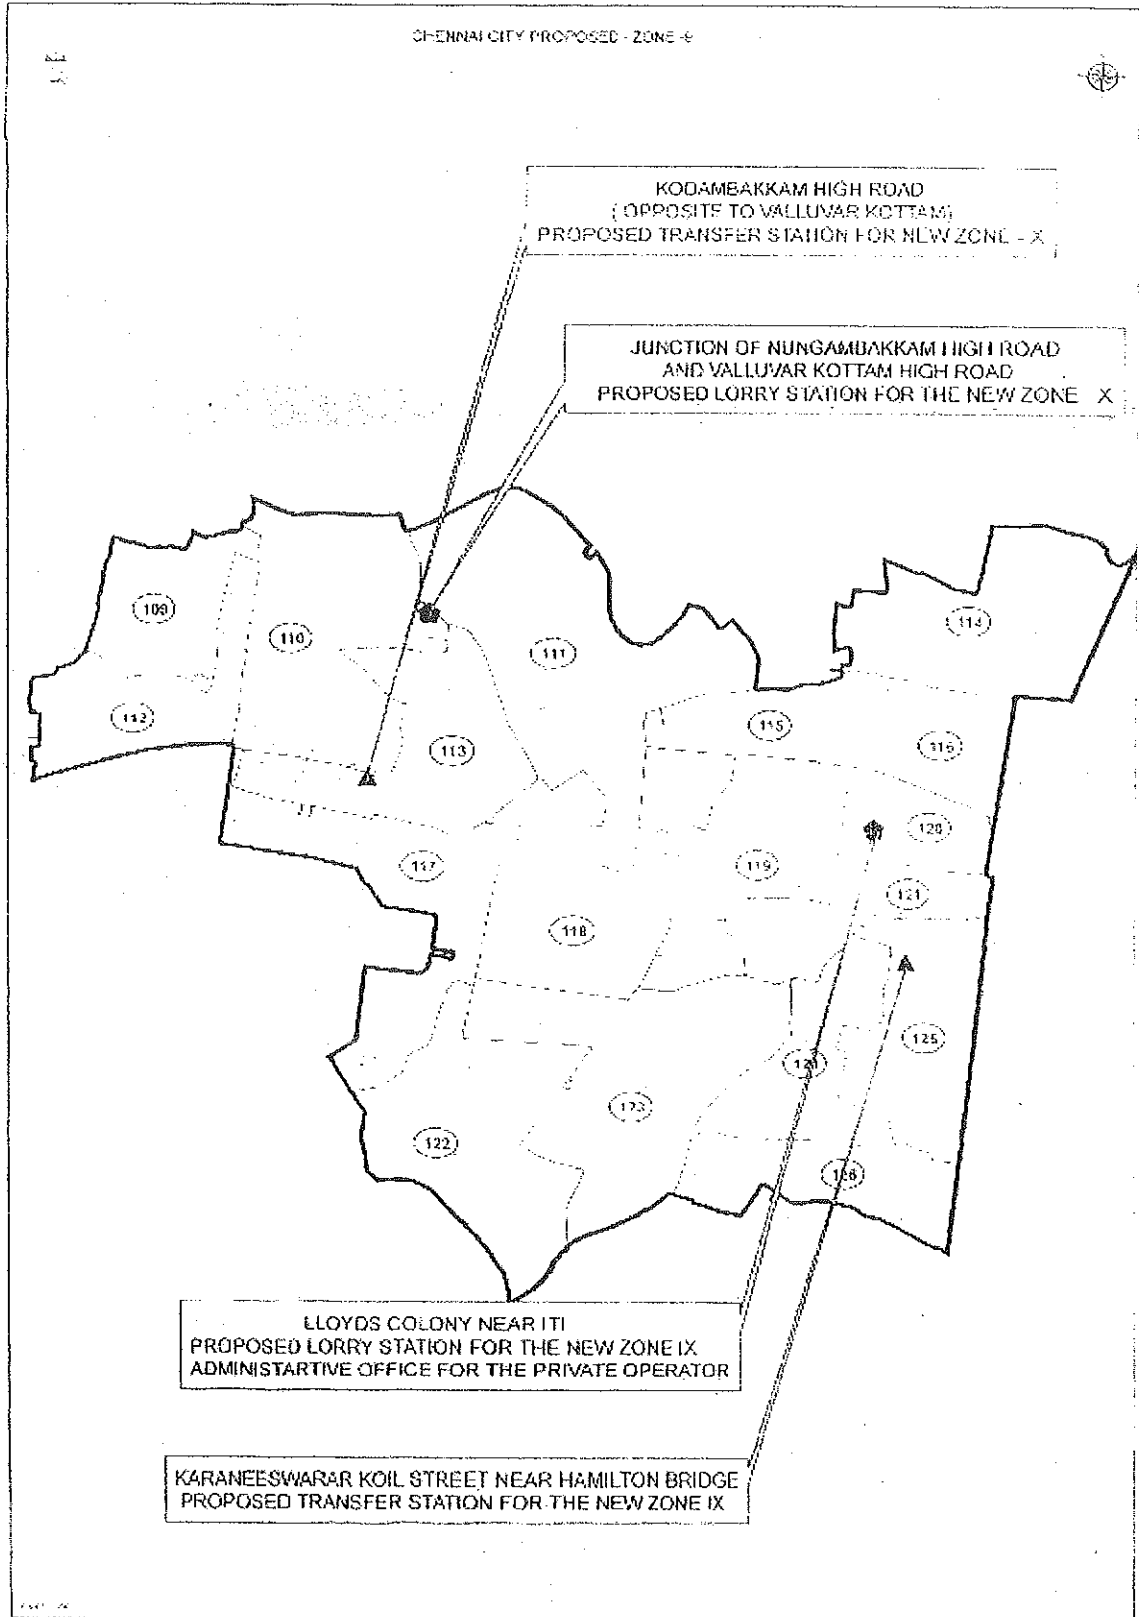 CHENNAI CITY PROPOSED - ZONE -9
KODAMBAKKAM HIGH ROAD
( OPPOSITE TO VALLUVAR KOTTAM)
PROPOSED TRANSFER STATION FOR NEW ZONE - X
JUNCTION OF NUNGAMBAKKAM HIGH ROAD
AND VALLUVAR KOTTAM HIGH ROAD
PROPOSED LORRY STATION FOR THE NEW ZONE X
109
110
111
114
112
113
115
116
117
118
119
120
121
122
123
124
125
126
LLOYDS COLONY NEAR ITI
PROPOSED LORRY STATION FOR THE NEW ZONE IX
ADMINISTARTIVE OFFICE FOR THE PRIVATE OPERATOR
KARANEESWARAR KOIL STREET NEAR HAMILTON BRIDGE
PROPOSED TRANSFER STATION FOR THE NEW ZONE IX